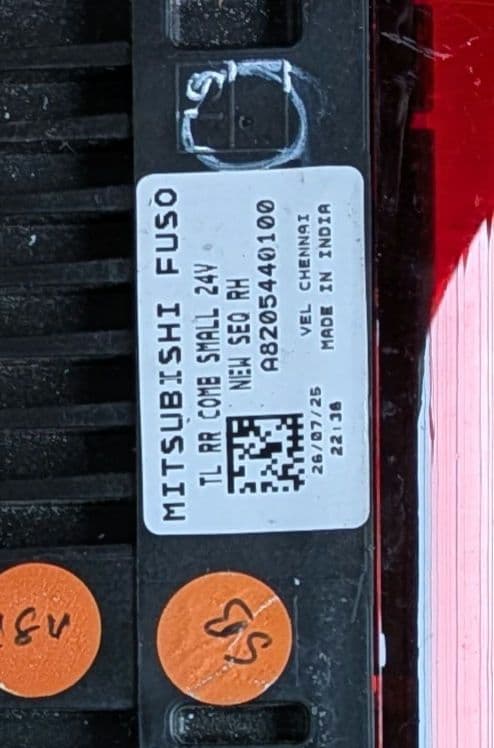 MITSUBISHI FUSO
TL RR COMB SMALL 24V
NEW SEQ RH
A8205440100
VEL CHENNAI
MADE IN INDIA
26/07/25
22:38